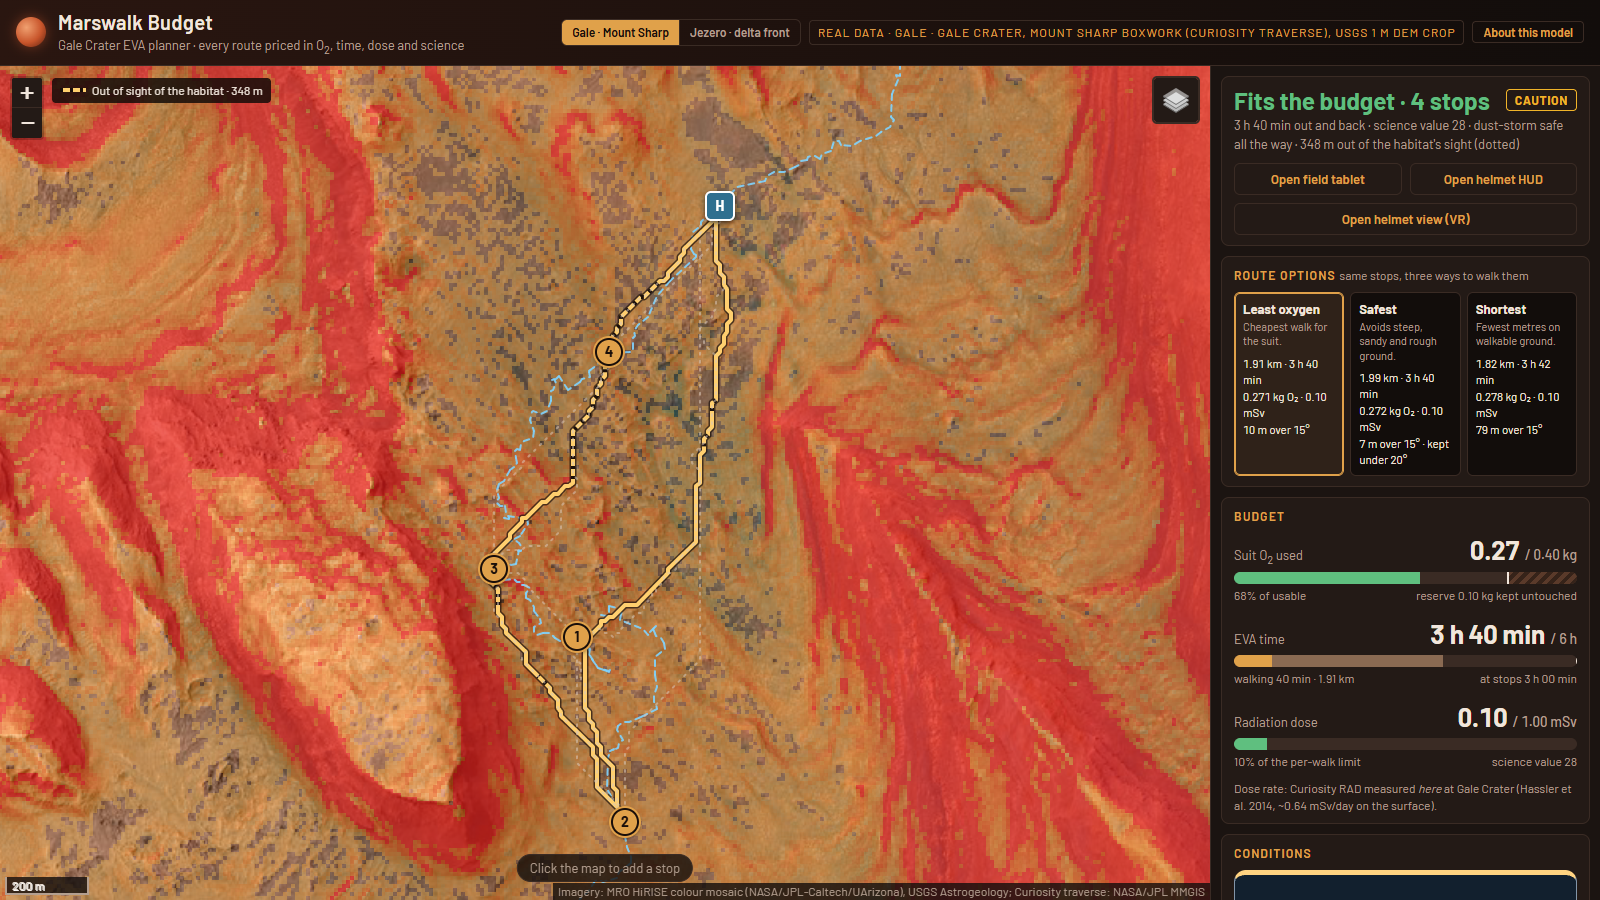 Marswalk Budget
Gale Crater EVA planner · every route priced in O₂, time, dose and science
Gale · Mount Sharp
Jezero · delta front
REAL DATA · GALE · GALE CRATER, MOUNT SHARP BOXWORK (CURIOSITY TRAVERSE), USGS 1 M DEM CROP
About this model
+
−
Out of sight of the habitat · 348 m
H
4
3
1
2
Click the map to add a stop
200 m
Imagery: MRO HiRISE colour mosaic (NASA/JPL-Caltech/UArizona), USGS Astrogeology; Curiosity traverse: NASA/JPL MMGIS
Fits the budget · 4 stops
CAUTION
3 h 40 min out and back · science value 28 · dust-storm safe
all the way · 348 m out of the habitat's sight (dotted)
Open field tablet
Open helmet HUD
Open helmet view (VR)
ROUTE OPTIONS same stops, three ways to walk them
Least oxygen
Cheapest walk for
the suit.
1.91 km · 3 h 40
min
0.271 kg O₂ · 0.10
mSv
10 m over 15°
Safest
Avoids steep,
sandy and rough
ground.
1.99 km · 3 h 40
min
0.272 kg O₂ · 0.10
mSv
7 m over 15° · kept
under 20°
Shortest
Fewest metres on
walkable ground.
1.82 km · 3 h 42
min
0.278 kg O₂ · 0.10
mSv
79 m over 15°
BUDGET
Suit O₂ used
0.27 / 0.40 kg
68% of usable
reserve 0.10 kg kept untouched
EVA time
3 h 40 min / 6 h
walking 40 min · 1.91 km
at stops 3 h 00 min
Radiation dose
0.10 / 1.00 mSv
10% of the per-walk limit
science value 28
Dose rate: Curiosity RAD measured here at Gale Crater (Hassler et
al. 2014, ~0.64 mSv/day on the surface).
CONDITIONS